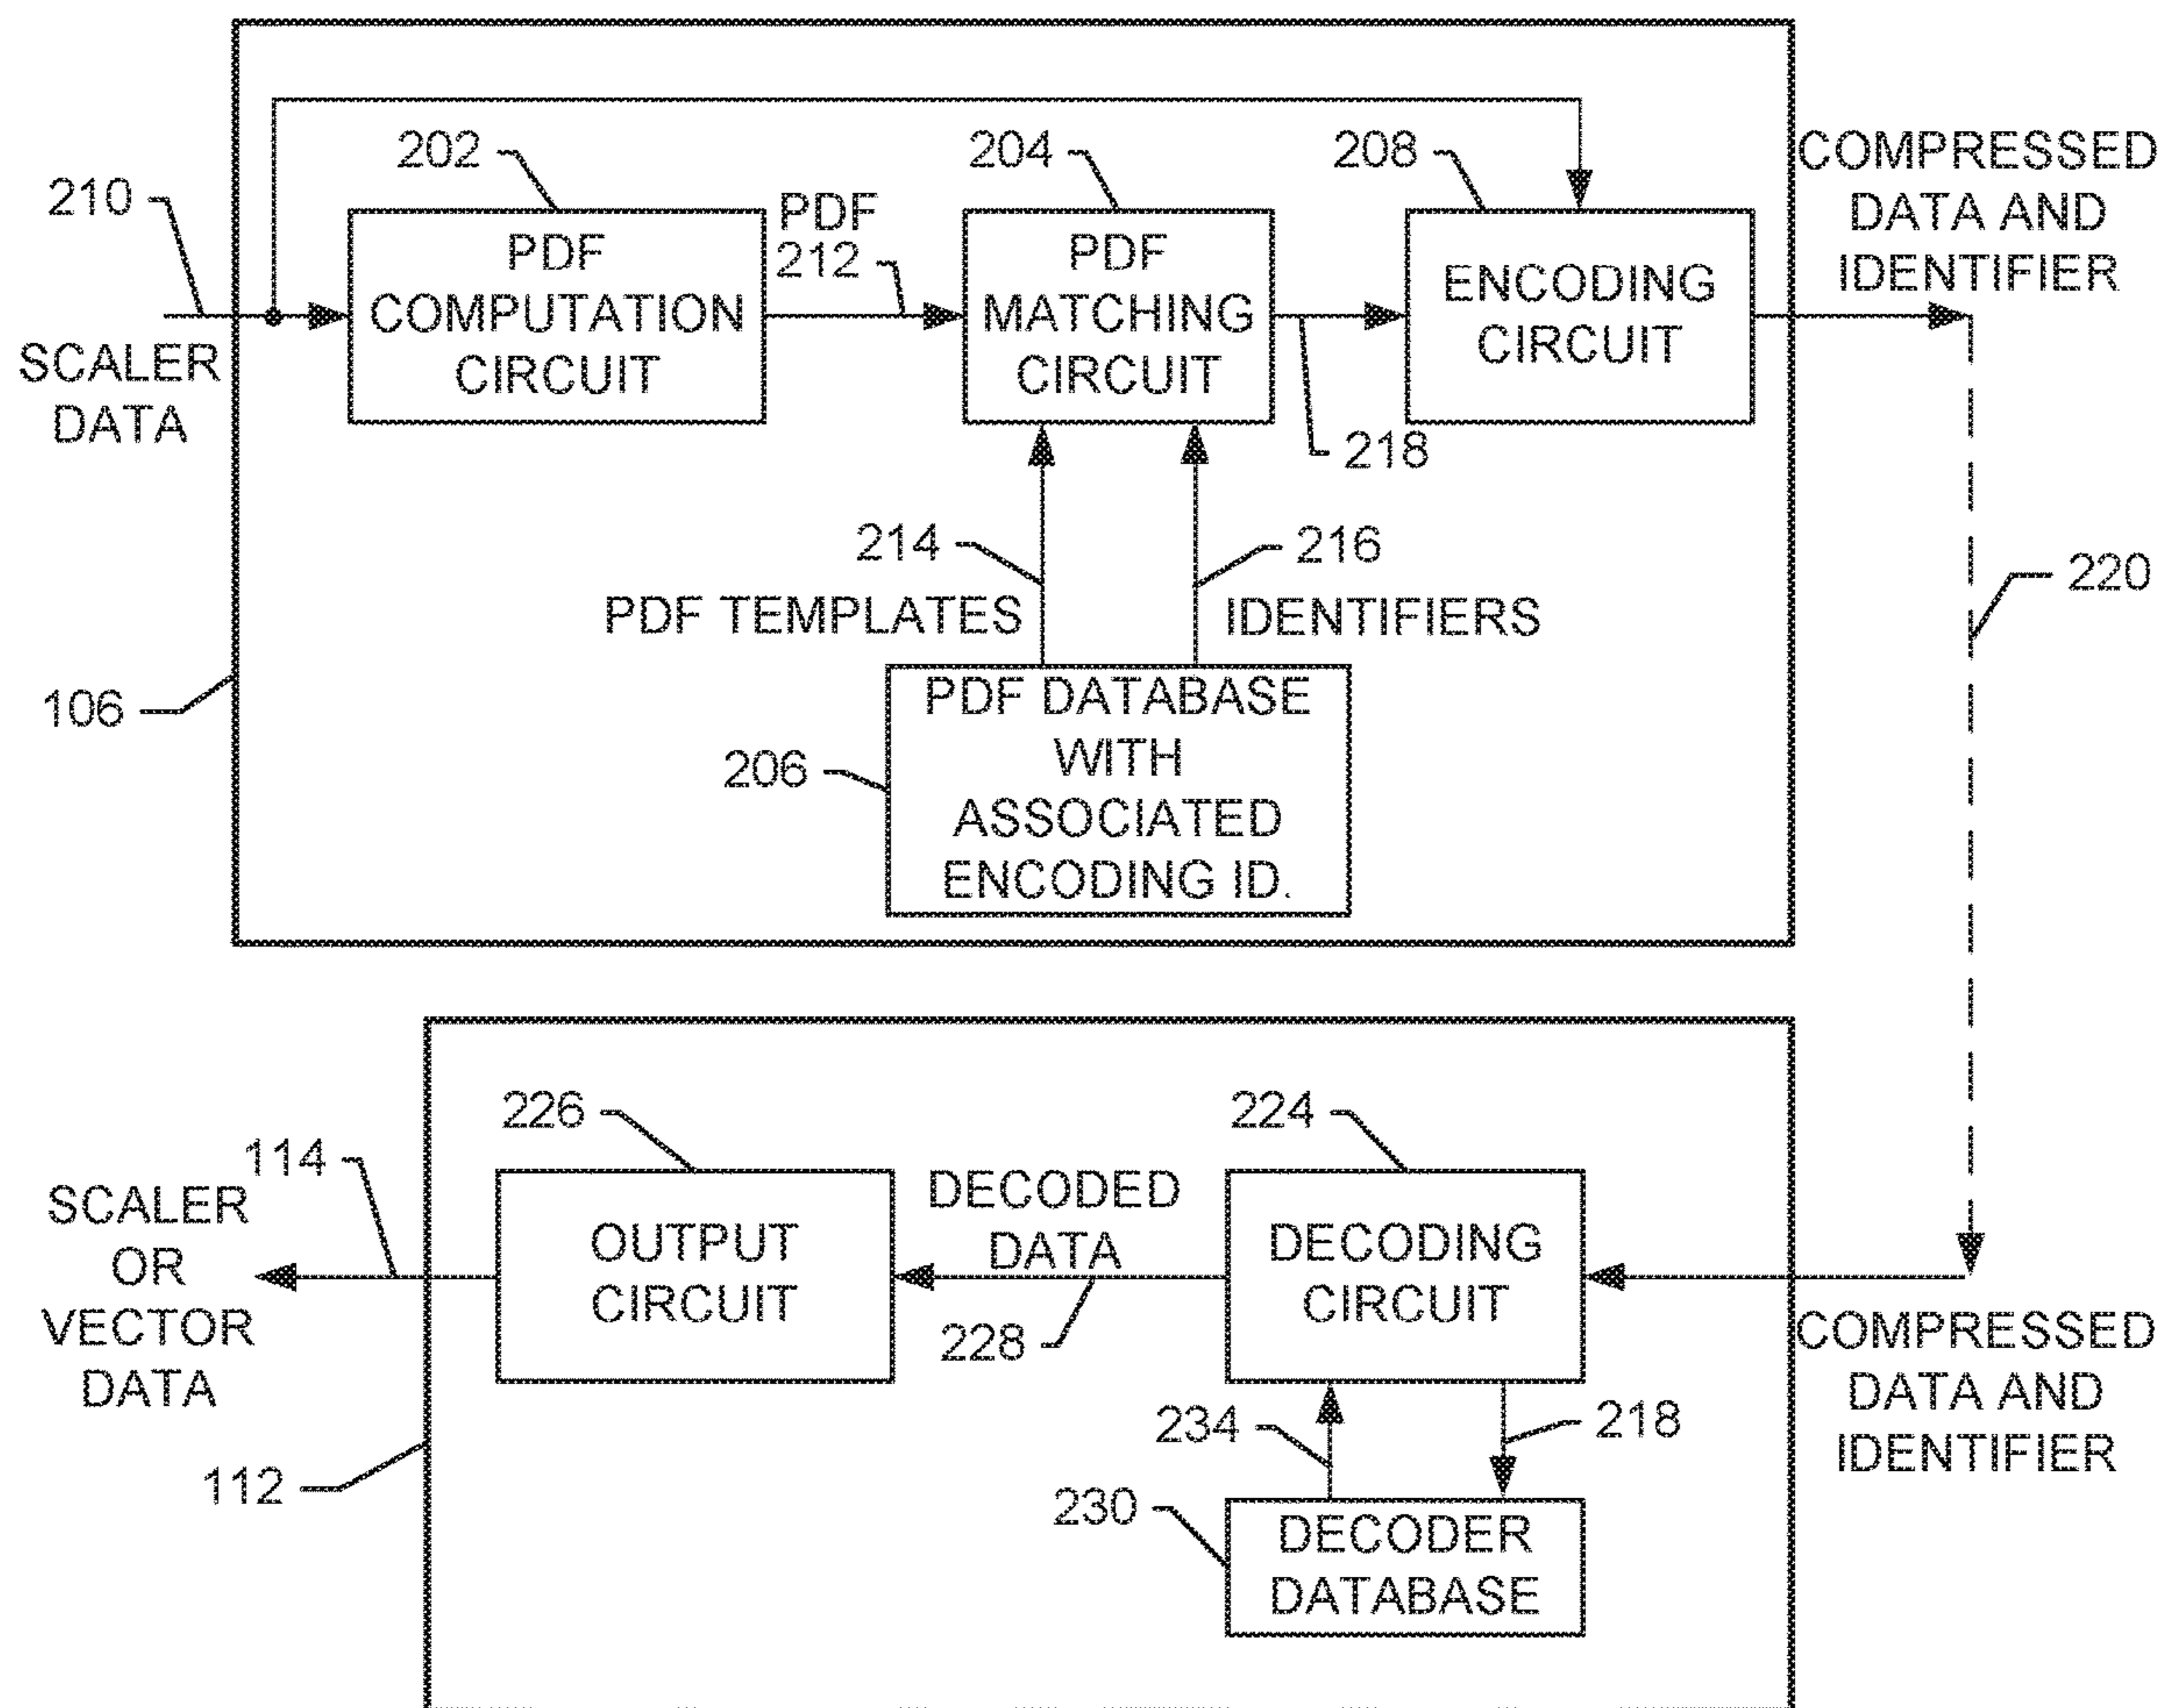 202
204
208
COMPRESSED
DATA AND
IDENTIFIER
210
PDF
212
PDF
COMPUTATION
CIRCUIT
PDF
MATCHING
CIRCUIT
ENCODING
CIRCUIT
SCALER
DATA
218
214
216
PDF TEMPLATES
IDENTIFIERS
220
106
206
PDF DATABASE
WITH
ASSOCIATED
ENCODING ID.
226
224
114
SCALER
OR
VECTOR
DATA
OUTPUT
CIRCUIT
DECODED
DATA
228
DECODING
CIRCUIT
COMPRESSED
DATA AND
IDENTIFIER
234
218
112
230
DECODER
DATABASE